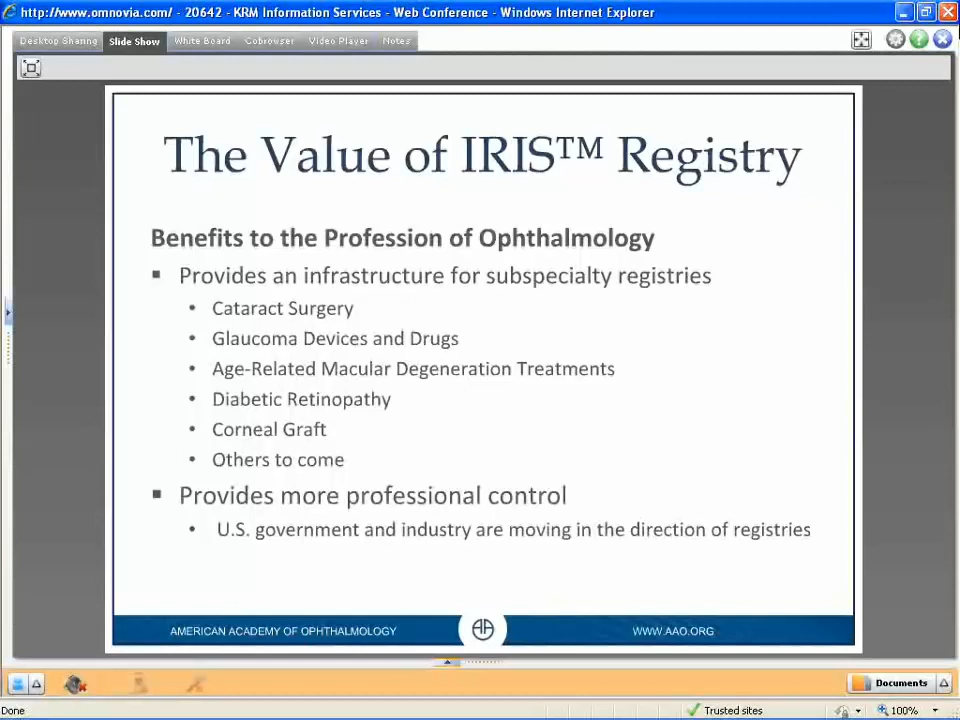 http://www.omnovia.com/ - 20642 - KRM Information Services - Web Conference - Windows Internet Explorer
Desktop Sharing Slide Show White Board Cobrowser Video Player Notes
The Value of IRIS™ Registry
Benefits to the Profession of Ophthalmology
▪ Provides an infrastructure for subspecialty registries
• Cataract Surgery
• Glaucoma Devices and Drugs
• Age-Related Macular Degeneration Treatments
• Diabetic Retinopathy
• Corneal Graft
• Others to come
▪ Provides more professional control
• U.S. government and industry are moving in the direction of registries
AMERICAN ACADEMY OF OPHTHALMOLOGY WWW.AAO.ORG
Documents
Done Trusted sites 100%